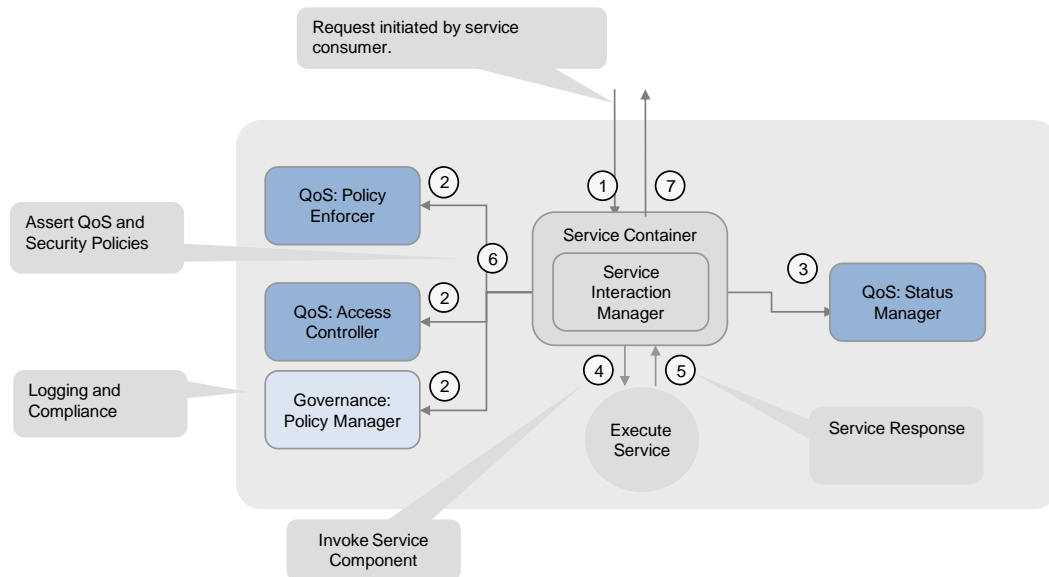 Request initiated by service
consumer.
QoS: Policy
Enforcer
2
1
7
Assert QoS and
Security Policies
6
Service Container
Service
Interaction
Manager
3
QoS: Status
Manager
QoS: Access
Controller
2
Logging and
Compliance
Governance:
Policy Manager
2
4
5
Execute
Service
Service Response
Invoke Service
Component